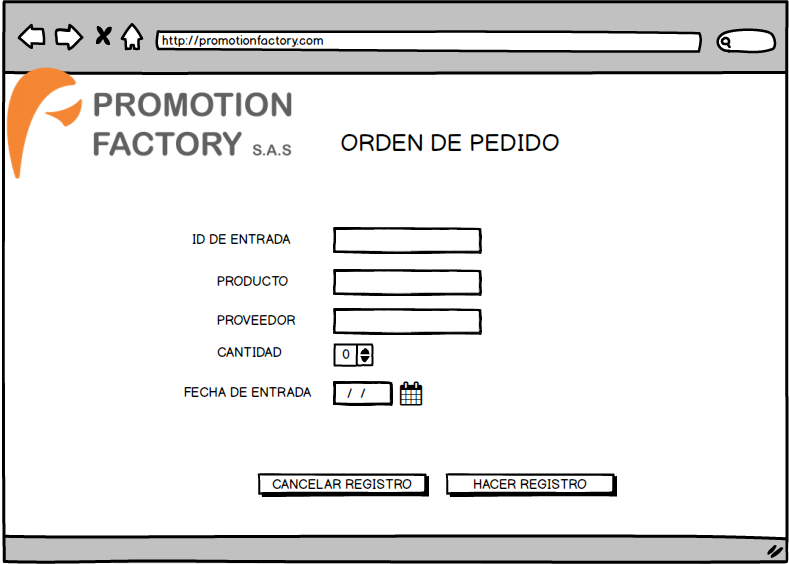 http://promotionfactory.com
PROMOTION
FACTORY S.A.S
ORDEN DE PEDIDO
ID DE ENTRADA
PRODUCTO
PROVEEDOR
CANTIDAD
0
FECHA DE ENTRADA
/ /
CANCELAR REGISTRO
HACER REGISTRO